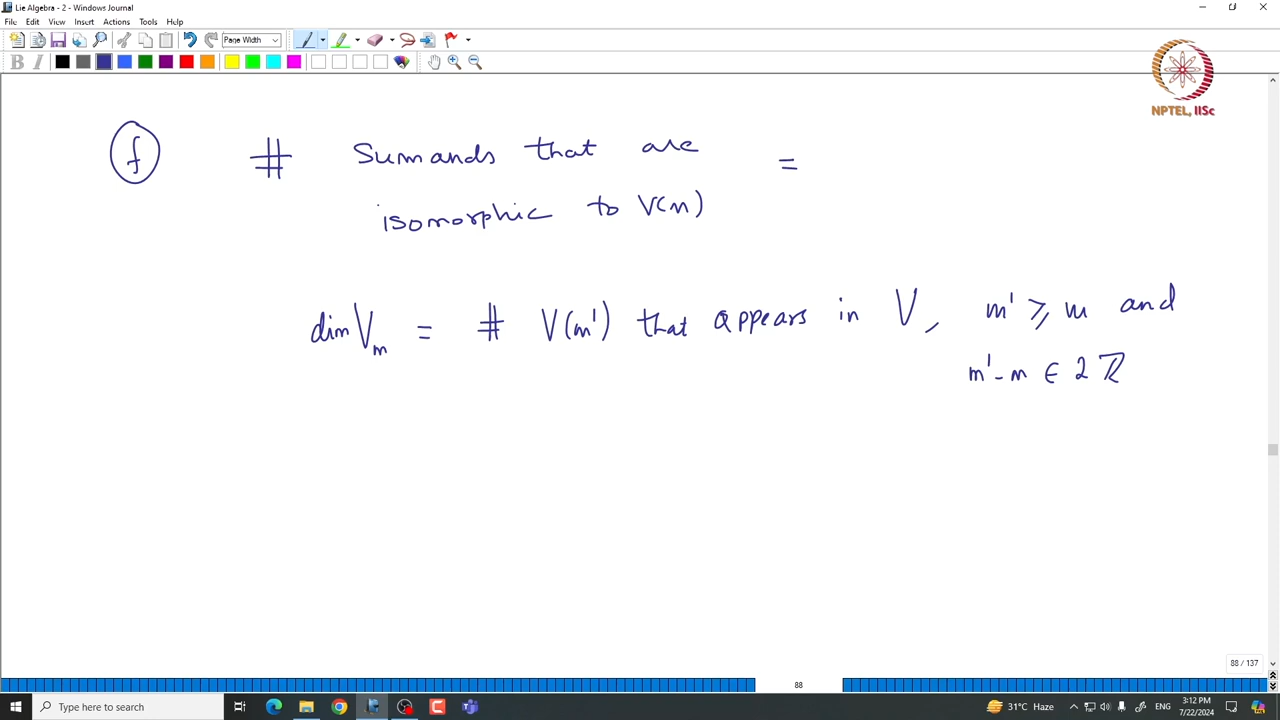 Lie Algebra - 2 - Windows Journal
File Edit View Insert Actions Tools Help
Page Width
B I
NPTEL, IISc
f # Sumands that are =
isomorphic to V(n)
dim V_m = # V(m') that appears in V, m' ⩾ m and
m' - m ∈ 2ℤ
88 / 137
88
Type here to search
31°C Haze
ENG
3:12 PM
7/22/2024